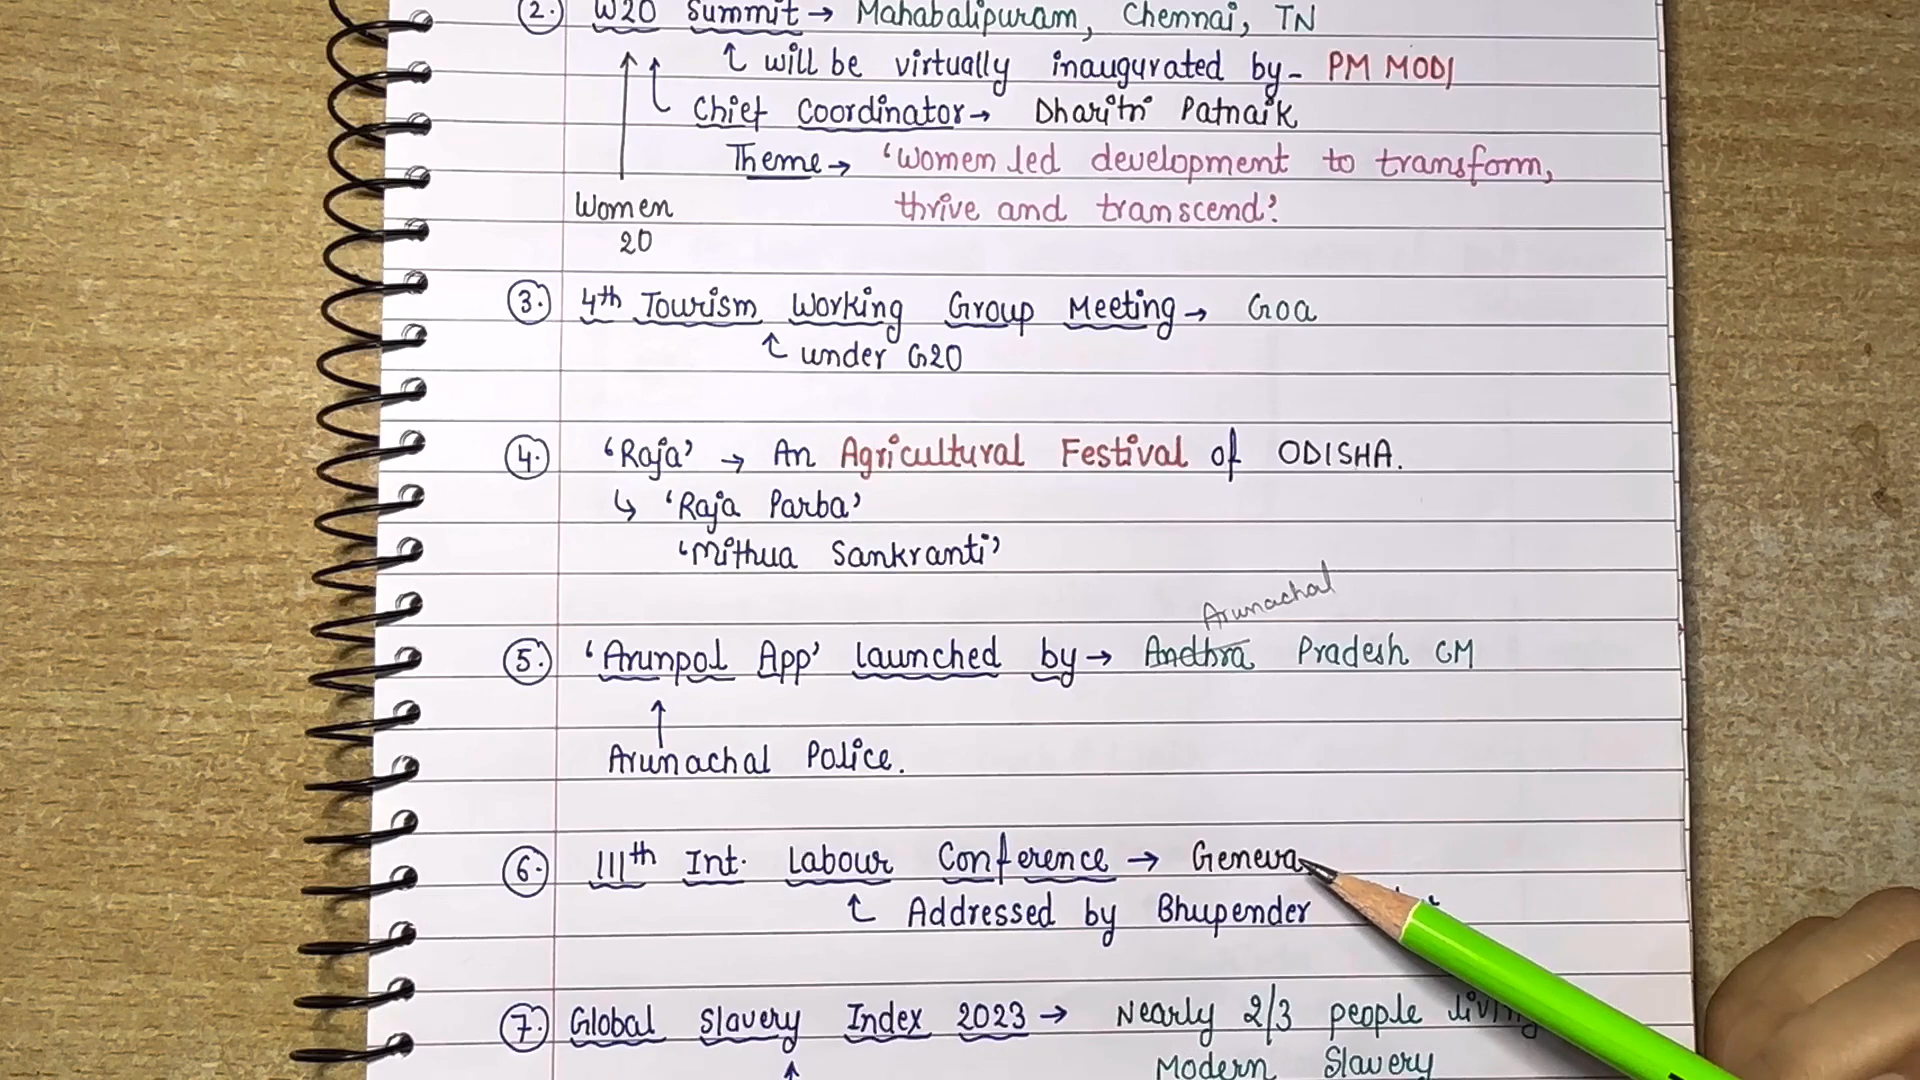 2. W20 Summit → Mahabalipuram, Chennai, TN
↑ will be virtually inaugurated by- PM MODI
↑ Chief Coordinator → Dharitri Patnaik
Theme → 'Women led development to transform,
thrive and transcend'.
Women
20
3. 4th Tourism Working Group Meeting → Goa
↑ under G20
4. 'Raja' → An Agricultural Festival of ODISHA.
↳ 'Raja Parba'
'Mithua Sankranti'
Arunachal
5. 'Arunpol App' launched by → Andhra Pradesh CM
↑
Arunachal Police.
6. 111th Int. Labour Conference → Geneva
↑ Addressed by Bhupender
7. Global Slavery Index 2023 → Nearly 2/3 people living
Modern Slavery